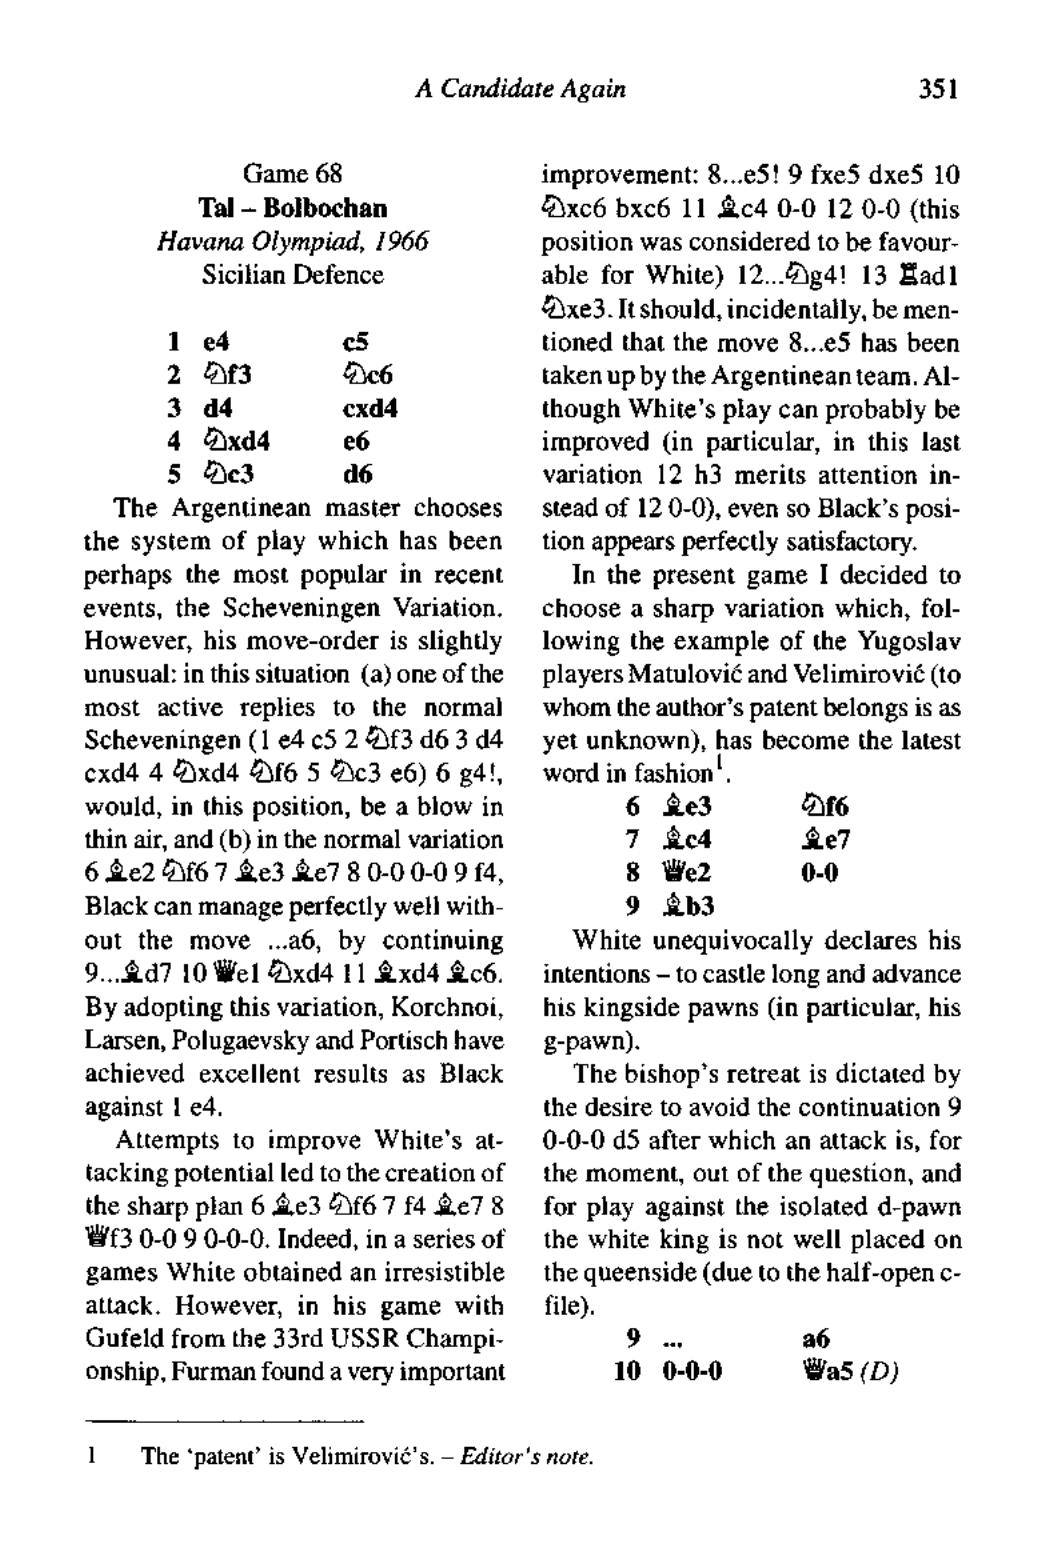 A Candidate Again 351
Game 68
Tal – Bolbochan
Havana Olympiad, 1966
Sicilian Defence
1 e4 c5
2 ♘f3 ♘c6
3 d4 cxd4
4 ♘xd4 e6
5 ♘c3 d6
The Argentinean master chooses
the system of play which has been
perhaps the most popular in recent
events, the Scheveningen Variation.
However, his move-order is slightly
unusual: in this situation (a) one of the
most active replies to the normal
Scheveningen (1 e4 c5 2 ♘f3 d6 3 d4
cxd4 4 ♘xd4 ♘f6 5 ♘c3 e6) 6 g4!,
would, in this position, be a blow in
thin air, and (b) in the normal variation
6 ♗e2 ♘f6 7 ♗e3 ♗e7 8 0-0 0-0 9 f4,
Black can manage perfectly well with-
out the move ...a6, by continuing
9...♗d7 10 ♕e1 ♘xd4 11 ♗xd4 ♗c6.
By adopting this variation, Korchnoi,
Larsen, Polugaevsky and Portisch have
achieved excellent results as Black
against 1 e4.
Attempts to improve White's at-
tacking potential led to the creation of
the sharp plan 6 ♗e3 ♘f6 7 f4 ♗e7 8
♕f3 0-0 9 0-0-0. Indeed, in a series of
games White obtained an irresistible
attack. However, in his game with
Gufeld from the 33rd USSR Champi-
onship, Furman found a very important
improvement: 8...e5! 9 fxe5 dxe5 10
♘xc6 bxc6 11 ♗c4 0-0 12 0-0 (this
position was considered to be favour-
able for White) 12...♘g4! 13 ♖ad1
♘xe3. It should, incidentally, be men-
tioned that the move 8...e5 has been
taken up by the Argentinean team. Al-
though White's play can probably be
improved (in particular, in this last
variation 12 h3 merits attention in-
stead of 12 0-0), even so Black's posi-
tion appears perfectly satisfactory.
In the present game I decided to
choose a sharp variation which, fol-
lowing the example of the Yugoslav
players Matulović and Velimirović (to
whom the author's patent belongs is as
yet unknown), has become the latest
word in fashion¹.
6 ♗e3 ♘f6
7 ♗c4 ♗e7
8 ♕e2 0-0
9 ♗b3
White unequivocally declares his
intentions – to castle long and advance
his kingside pawns (in particular, his
g-pawn).
The bishop's retreat is dictated by
the desire to avoid the continuation 9
0-0-0 d5 after which an attack is, for
the moment, out of the question, and
for play against the isolated d-pawn
the white king is not well placed on
the queenside (due to the half-open c-
file).
9 ... a6
10 0-0-0 ♕a5 (D)
1 The 'patent' is Velimirović's. – Editor's note.